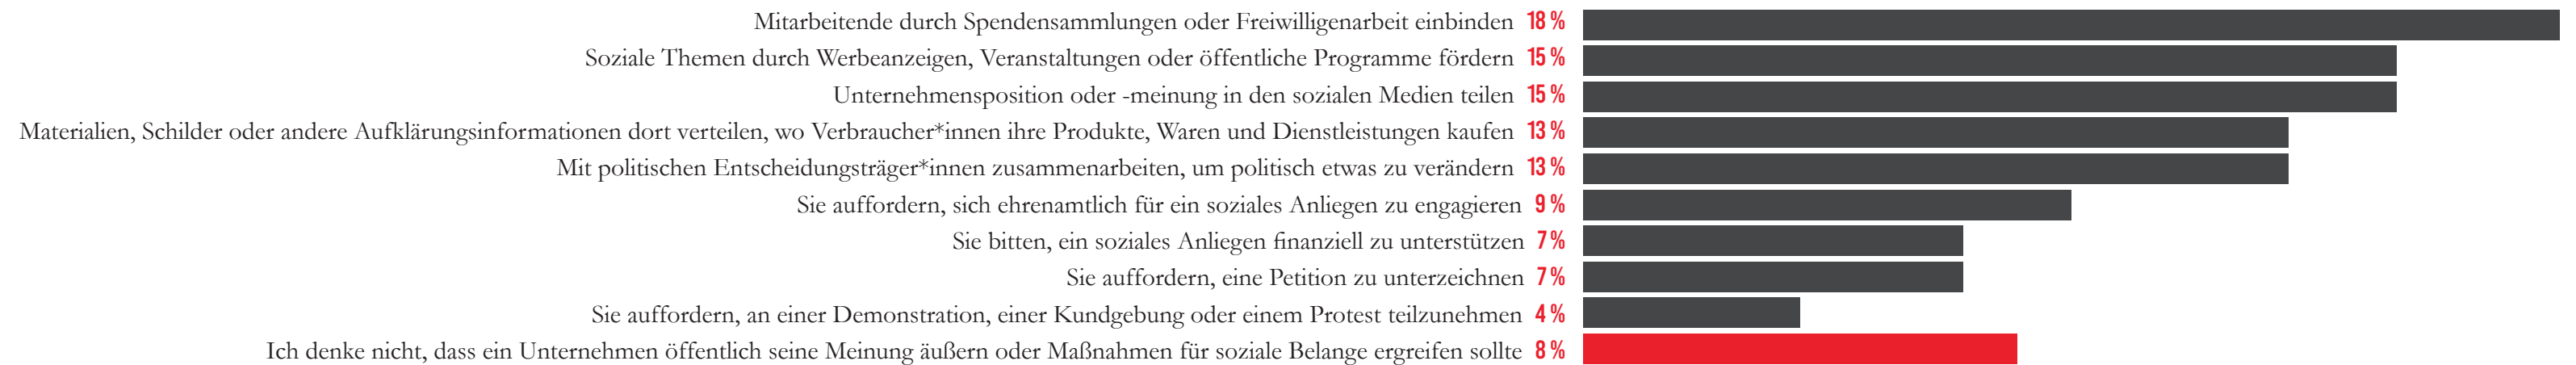 Mitarbeitende durch Spendensammlungen oder Freiwilligenarbeit einbinden 18 %
Soziale Themen durch Werbeanzeigen, Veranstaltungen oder öffentliche Programme fördern 15 %
Unternehmensposition oder -meinung in den sozialen Medien teilen 15 %
Materialien, Schilder oder andere Aufklärungsinformationen dort verteilen, wo Verbraucher*innen ihre Produkte, Waren und Dienstleistungen kaufen 13 %
Mit politischen Entscheidungsträger*innen zusammenarbeiten, um politisch etwas zu verändern 13 %
Sie auffordern, sich ehrenamtlich für ein soziales Anliegen zu engagieren 9 %
Sie bitten, ein soziales Anliegen finanziell zu unterstützen 7 %
Sie auffordern, eine Petition zu unterzeichnen 7 %
Sie auffordern, an einer Demonstration, einer Kundgebung oder einem Protest teilzunehmen 4 %
Ich denke nicht, dass ein Unternehmen öffentlich seine Meinung äußern oder Maßnahmen für soziale Belange ergreifen sollte 8 %